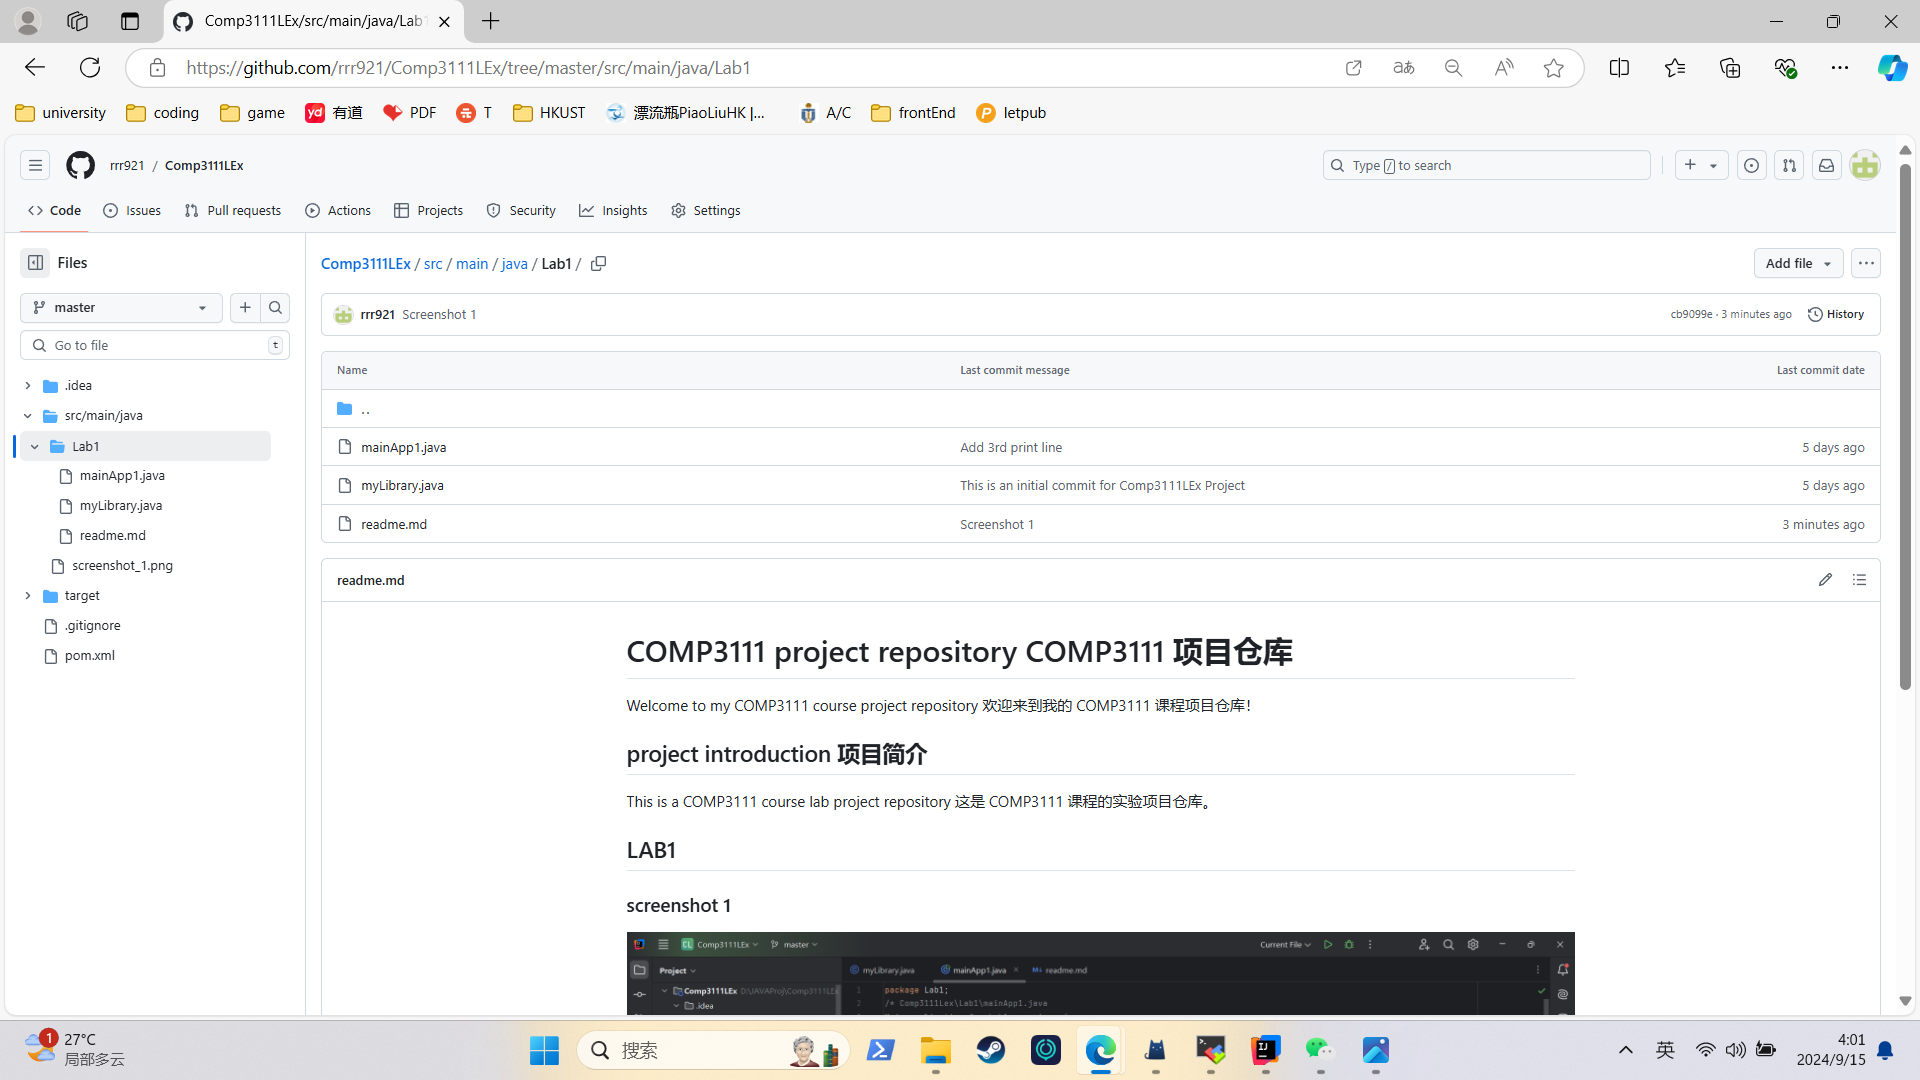 Comp3111LEx/src/main/java/Lab1
https://github.com/rrr921/Comp3111LEx/tree/master/src/main/java/Lab1
university coding game 有道 PDF T HKUST 漂流瓶PiaoLiuHK |... A/C frontEnd letpub
rrr921 / Comp3111LEx
Type / to search
Code Issues Pull requests Actions Projects Security Insights Settings
Files
Comp3111LEx / src / main / java / Lab1 /
Add file
master
rrr921 Screenshot 1
cb9099e · 3 minutes ago
History
Go to file
t
Name Last commit message Last commit date
.idea
src/main/java
Lab1
mainApp1.java
myLibrary.java
readme.md
screenshot_1.png
target
.gitignore
pom.xml
..
mainApp1.java Add 3rd print line 5 days ago
myLibrary.java This is an initial commit for Comp3111LEx Project 5 days ago
readme.md Screenshot 1 3 minutes ago
readme.md
COMP3111 project repository COMP3111 项目仓库
Welcome to my COMP3111 course project repository 欢迎来到我的 COMP3111 课程项目仓库！
project introduction 项目简介
This is a COMP3111 course lab project repository 这是 COMP3111 课程的实验项目仓库。
LAB1
screenshot 1
CL Comp3111LEx master Current File
Project myLibrary.java mainApp1.java readme.md
Comp3111LEx D:\JAVAProj\Comp3111LEx
1 package Lab1;
.idea
2 /* Comp3111Lex\Lab1\mainApp1.java
1
27°C
局部多云
搜索
英
4:01
2024/9/15